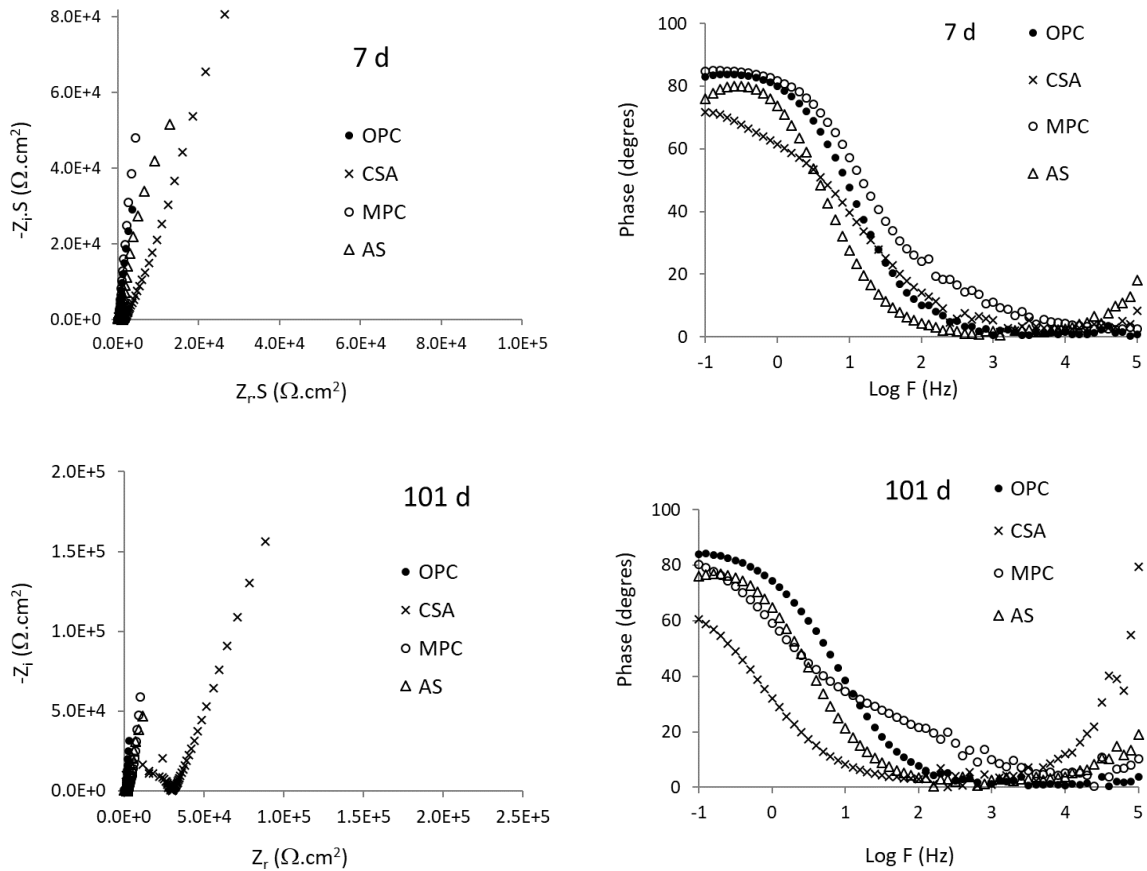 8.0E+4
6.0E+4
4.0E+4
2.0E+4
0.0E+0
-Zᵢ.S (Ω.cm²)
7 d
OPC
CSA
MPC
AS
0.0E+0 2.0E+4 4.0E+4 6.0E+4 8.0E+4 1.0E+5
Zᵣ.S (Ω.cm²)
100
80
60
40
20
0
Phase (degres)
7 d
OPC
CSA
MPC
AS
-1 0 1 2 3 4 5
Log F (Hz)
2.0E+5
1.5E+5
1.0E+5
5.0E+4
0.0E+0
-Zᵢ (Ω.cm²)
101 d
OPC
CSA
MPC
AS
0.0E+0 5.0E+4 1.0E+5 1.5E+5 2.0E+5 2.5E+5
Zᵣ (Ω.cm²)
100
80
60
40
20
0
Phase (degres)
101 d
OPC
CSA
MPC
AS
-1 0 1 2 3 4 5
Log F (Hz)